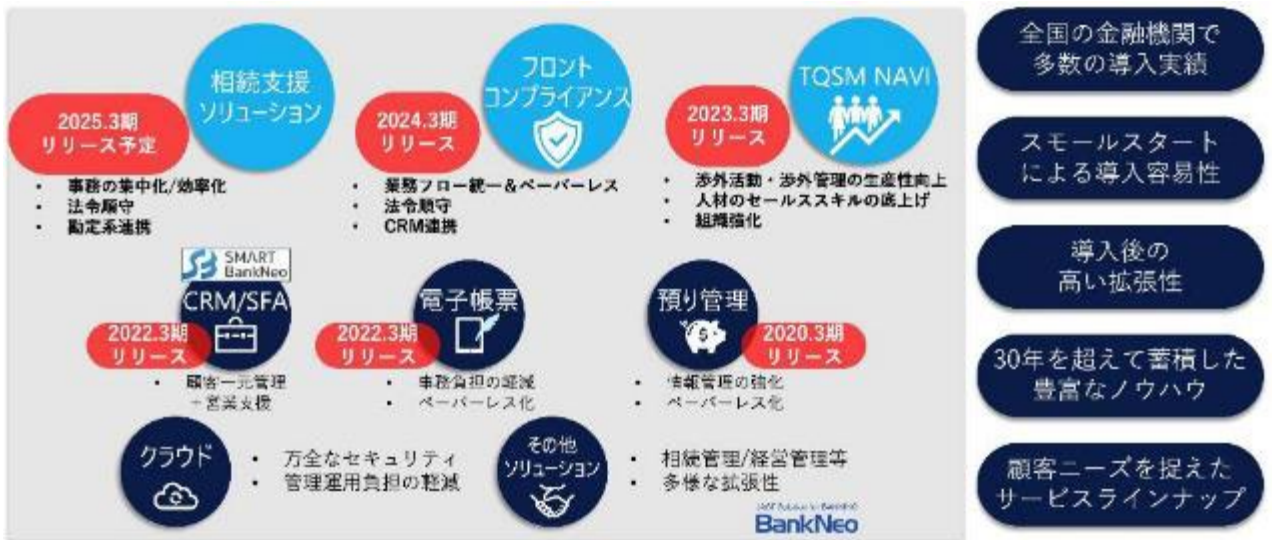 相続支援
ソリューション
2025.3期
リリース予定
• 事務の集中化/効率化
• 法令順守
• 勘定系連携
フロント
コンプライアンス
2024.3期
リリース
• 業務フロー統一&ペーパーレス
• 法令順守
• CRM連携
TQSM NAVI
2023.3期
リリース
• 渉外活動・渉外管理の生産性向上
• 人材のセールススキルの底上げ
• 組織強化
SMART
BankNeo
CRM/SFA
2022.3期
リリース
• 顧客一元管理
+営業支援
電子帳票
2022.3期
リリース
• 事務負担の軽減
• ペーパーレス化
預り管理
2020.3期
リリース
• 情報管理の強化
• ペーパーレス化
クラウド
• 万全なセキュリティ
• 管理運用負担の軽減
その他
ソリューション
• 相続管理/経営管理等
• 多様な拡張性
BankNeo
全国の金融機関で
多数の導入実績
スモールスタート
による導入容易性
導入後の
高い拡張性
30年を超えて蓄積した
豊富なノウハウ
顧客ニーズを捉えた
サービスラインナップ